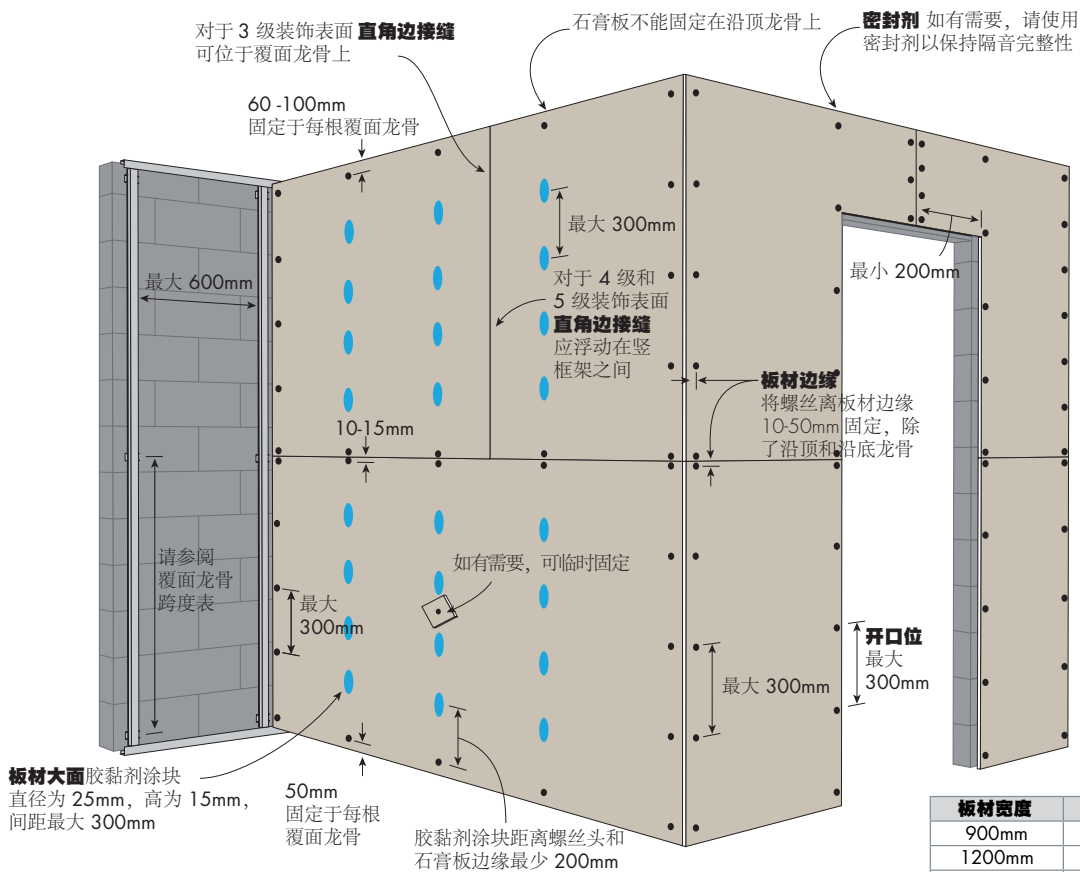 对于 3 级装饰表面 直角边接缝
可位于覆面龙骨上
石膏板不能固定在沿顶龙骨上
密封剂 如有需要，请使用
密封剂以保持隔音完整性
60 -100mm
固定于每根覆面龙骨
最大 300mm
最大 600mm
最小 200mm
对于 4 级和
5 级装饰表面
直角边接缝
应浮动在竖
框架之间
板材边缘
将螺丝离板材边缘
10-50mm 固定，除
了沿顶和沿底龙骨
10-15mm
请参阅
覆面龙骨
跨度表
如有需要，可临时固定
最大
300mm
开口位
最大
300mm
最大 300mm
板材大面胶黏剂涂块
直径为 25mm，高为 15mm，
间距最大 300mm
50mm
固定于每根
覆面龙骨
胶黏剂涂块距离螺丝头和
石膏板边缘最少 200mm
板材宽度
900mm
1200mm